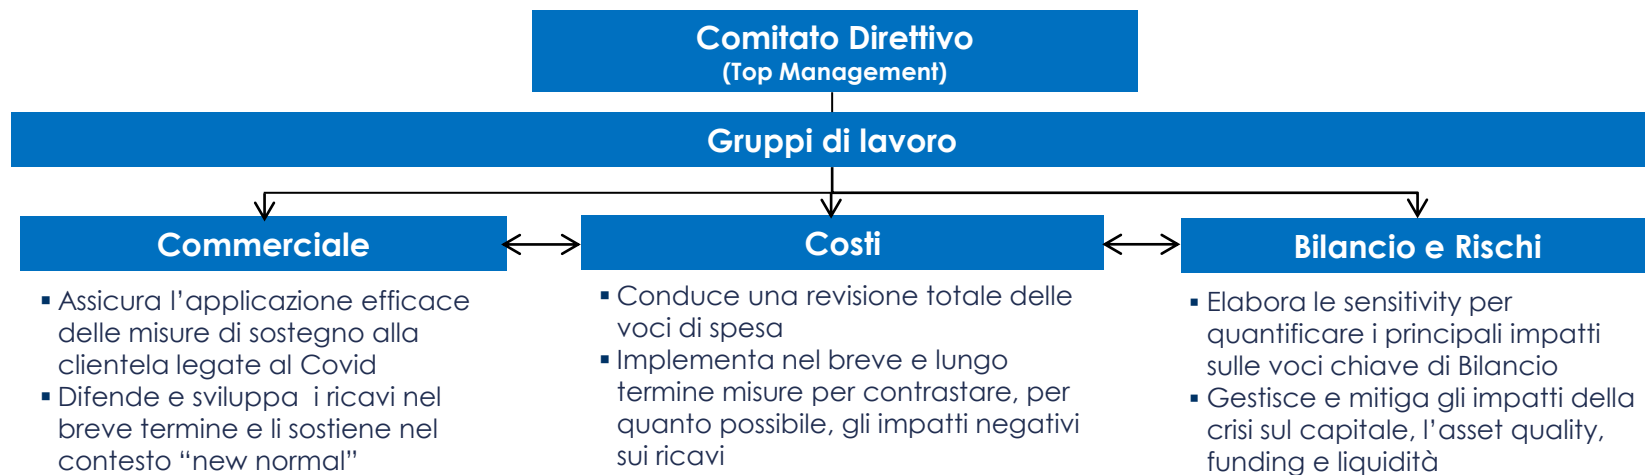 Comitato Direttivo
(Top Management)
Gruppi di lavoro
Commerciale
▪ Assicura l’applicazione efficace
delle misure di sostegno alla
clientela legate al Covid
▪ Difende e sviluppa i ricavi nel
breve termine e li sostiene nel
contesto “new normal”
Costi
▪ Conduce una revisione totale delle
voci di spesa
▪ Implementa nel breve e lungo
termine misure per contrastare, per
quanto possibile, gli impatti negativi
sui ricavi
Bilancio e Rischi
▪ Elabora le sensitivity per
quantificare i principali impatti
sulle voci chiave di Bilancio
▪ Gestisce e mitiga gli impatti della
crisi sul capitale, l’asset quality,
funding e liquidità